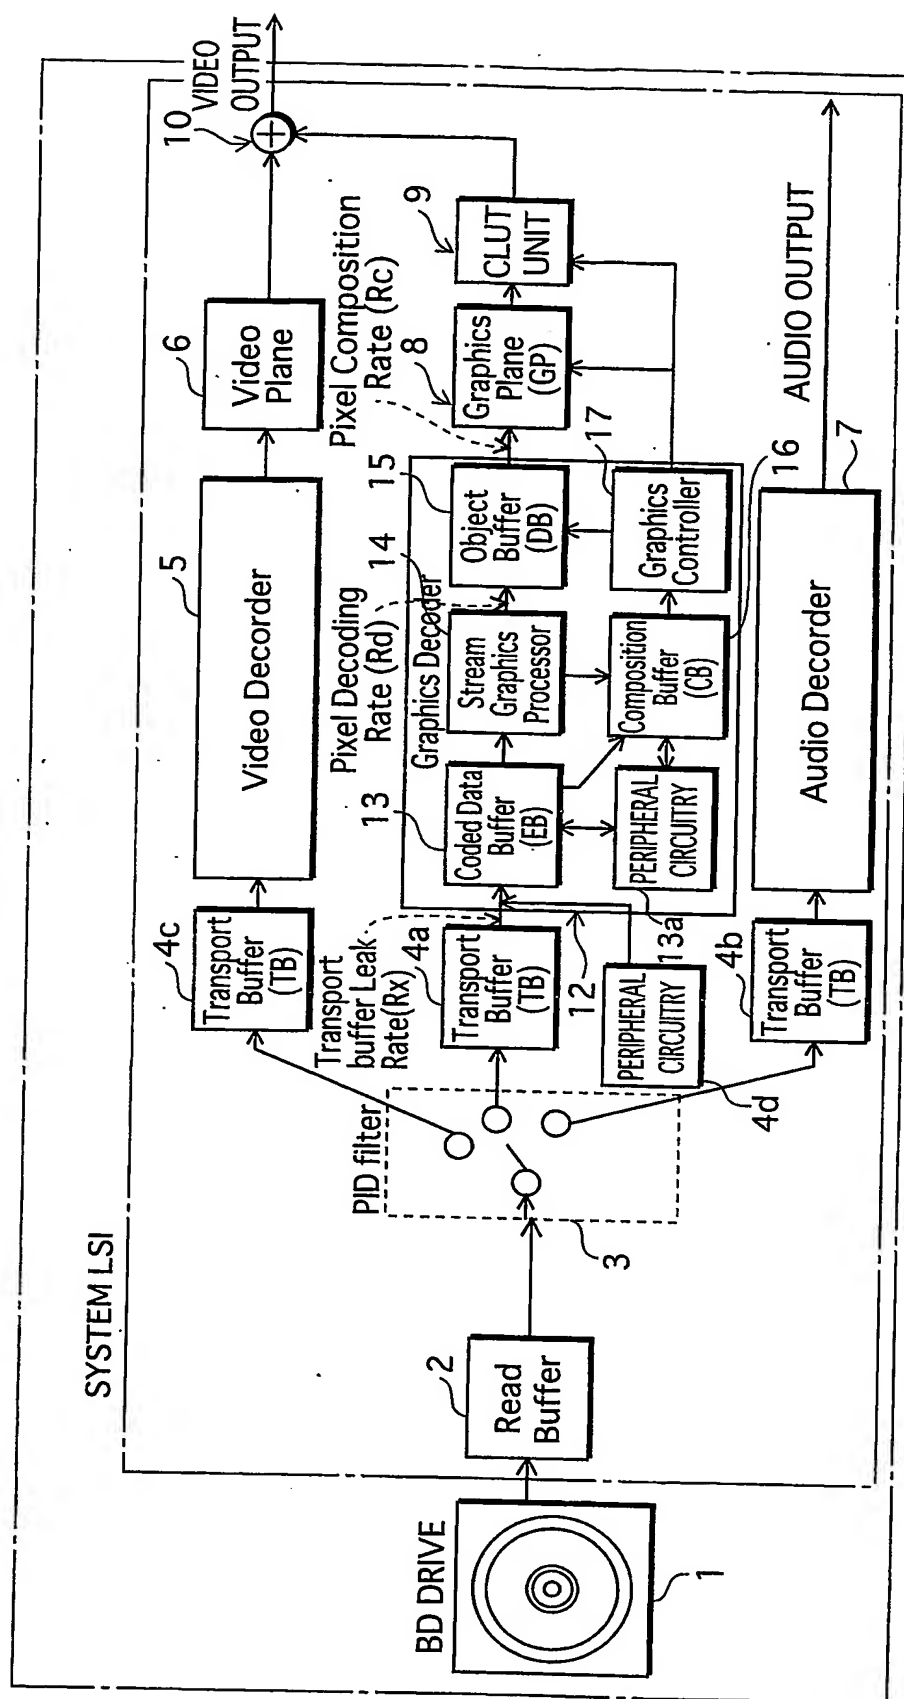 SYSTEM LSI
BD DRIVE
1
2
Read
Buffer
PID filter
3
4c
Transport
Buffer
(TB)
Transport
buffer Leak
Rate(Rx)
4a
Transport
Buffer
(TB)
PERIPHERAL
CIRCUITRY
4d
4b
Transport
Buffer
(TB)
12
5
Video Decorder
6
Video
Plane
10
VIDEO
OUTPUT
Pixel Decoding
Rate (Rd)
Graphics Decoder
13
Coded Data
Buffer
(EB)
14
Stream
Graphics
Processor
15
Object
Buffer
(DB)
Pixel Composition
Rate (Rc)
8
Graphics
Plane
(GP)
9
CLUT
UNIT
PERIPHERAL
CIRCUITRY
13a
Composition
Buffer
(CB)
16
17
Graphics
Controller
Audio Decorder
7
AUDIO OUTPUT